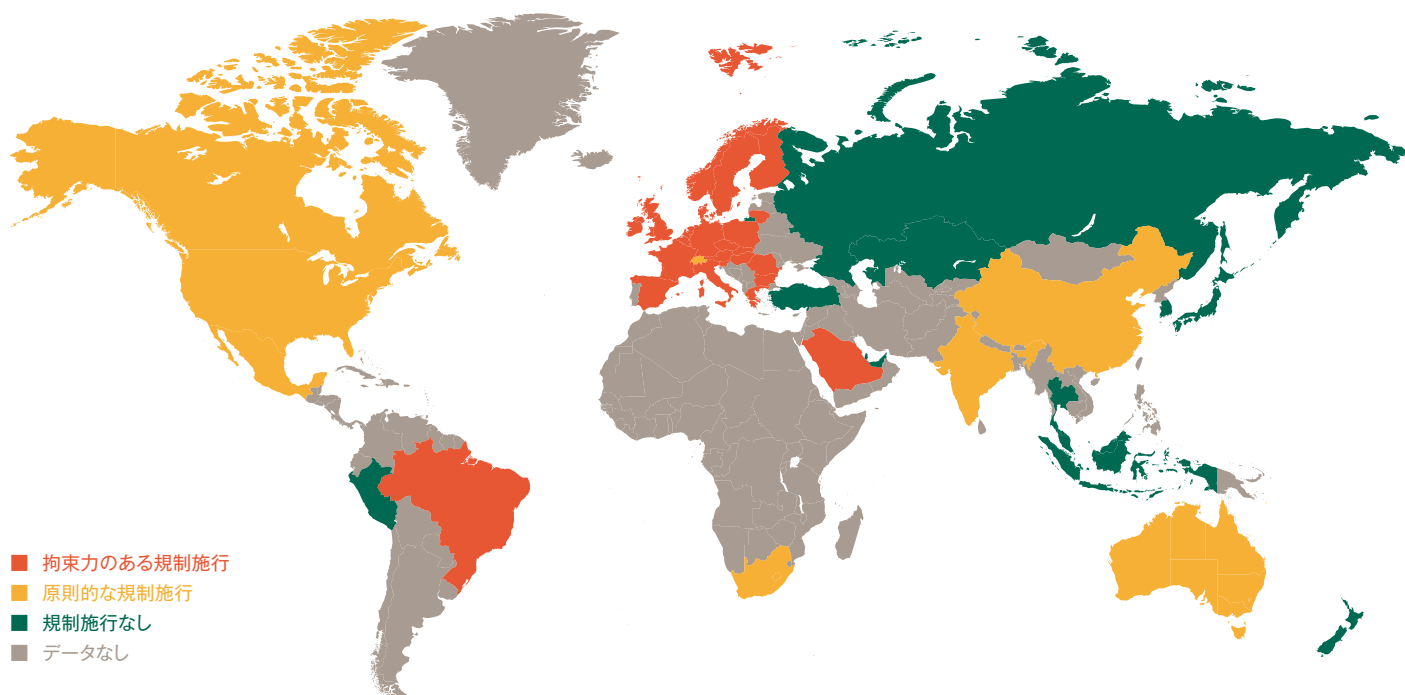 拘束力のある規制施行
原則的な規制施行
規制施行なし
データなし